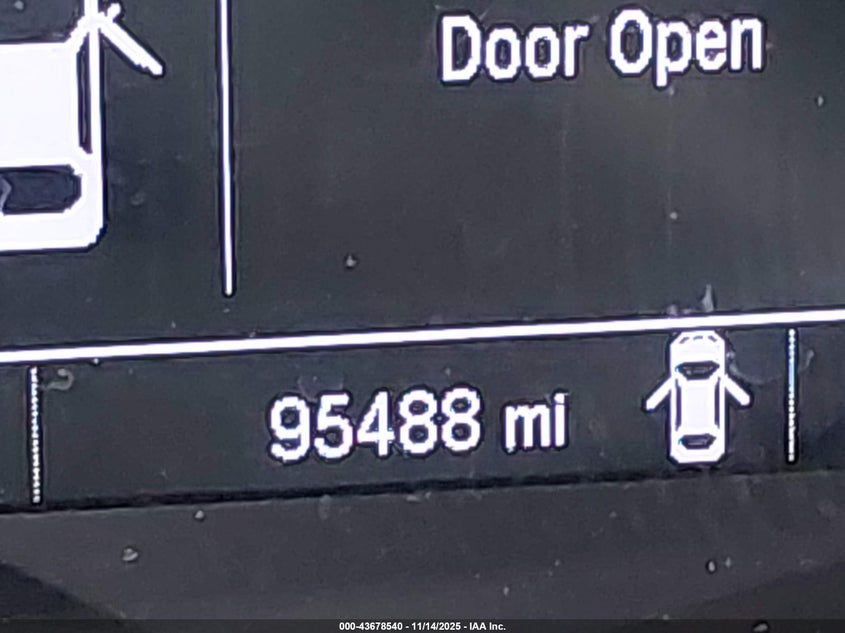 Door Open
95488 mi
000-43678540 - 11/14/2025 - IAA Inc.